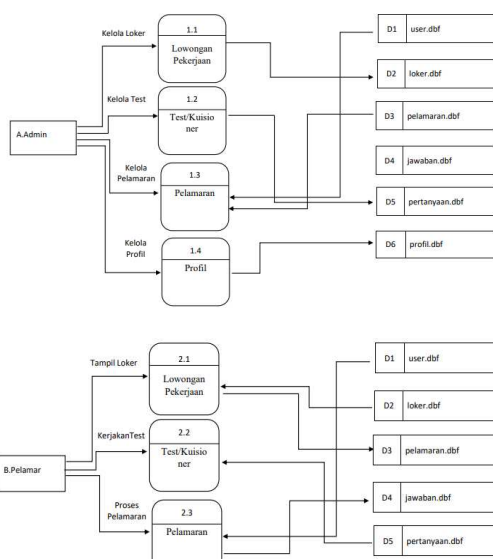 Kelola Loker
1.1
Lowongan
Pekerjaan
D1 user.dbf
D2 loker.dbf
Kelola Test
1.2
Test/Kuisio
ner
D3 pelamaran.dbf
A.Admin
Kelola
Pelamaran
1.3
Pelamaran
D4 jawaban.dbf
D5 pertanyaan.dbf
Kelola
Profil
1.4
Profil
D6 profil.dbf
Tampil Loker
2.1
Lowongan
Pekerjaan
D1 user.dbf
D2 loker.dbf
KerjakanTest
2.2
Test/Kuisio
ner
D3 pelamaran.dbf
B.Pelamar
Proses
Pelamaran
2.3
Pelamaran
D4 jawaban.dbf
D5 pertanyaan.dbf